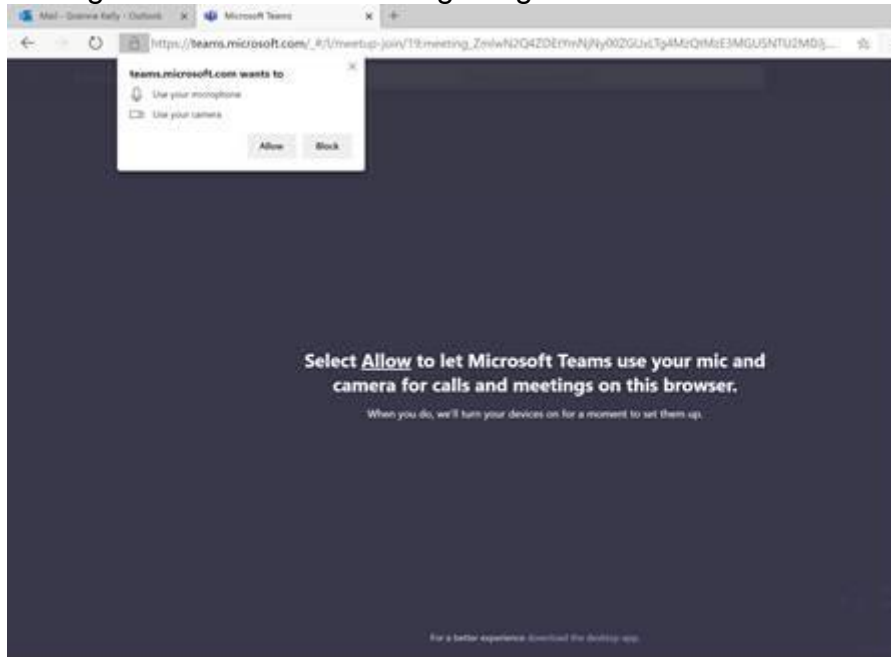 Mail - Outlook
Microsoft Teams
https://teams.microsoft.com/_#/l/meetup-join/19:meeting_
teams.microsoft.com wants to
Use your microphone
Use your camera
Allow Block
Select Allow to let Microsoft Teams use your mic and
camera for calls and meetings on this browser.
When you do, we'll turn your devices on for a moment to set them up.
For a better experience download the desktop app.